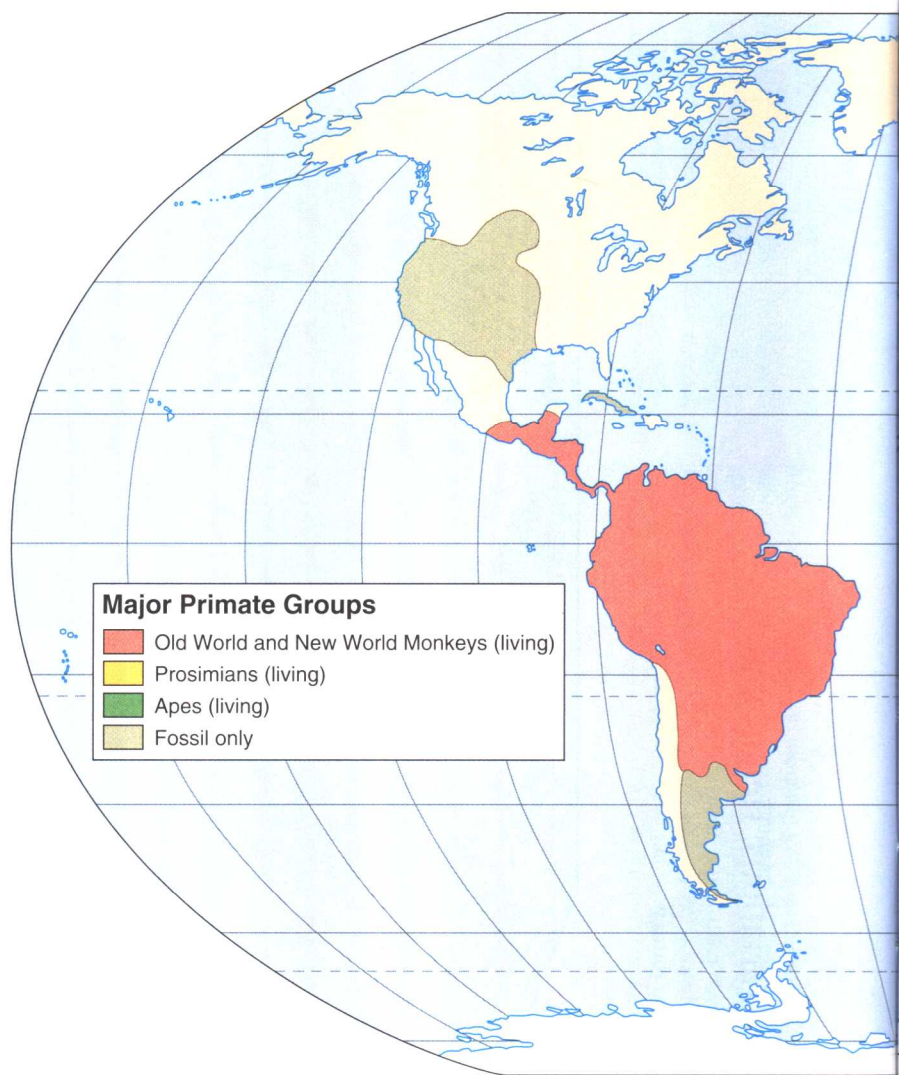 Major Primate Groups
Old World and New World Monkeys (living)
Prosimians (living)
Apes (living)
Fossil only